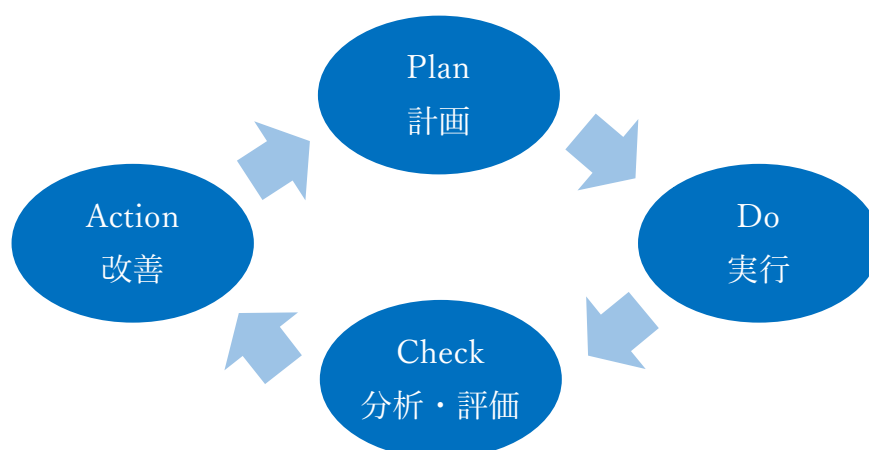 Plan
計画
Do
実行
Check
分析・評価
Action
改善